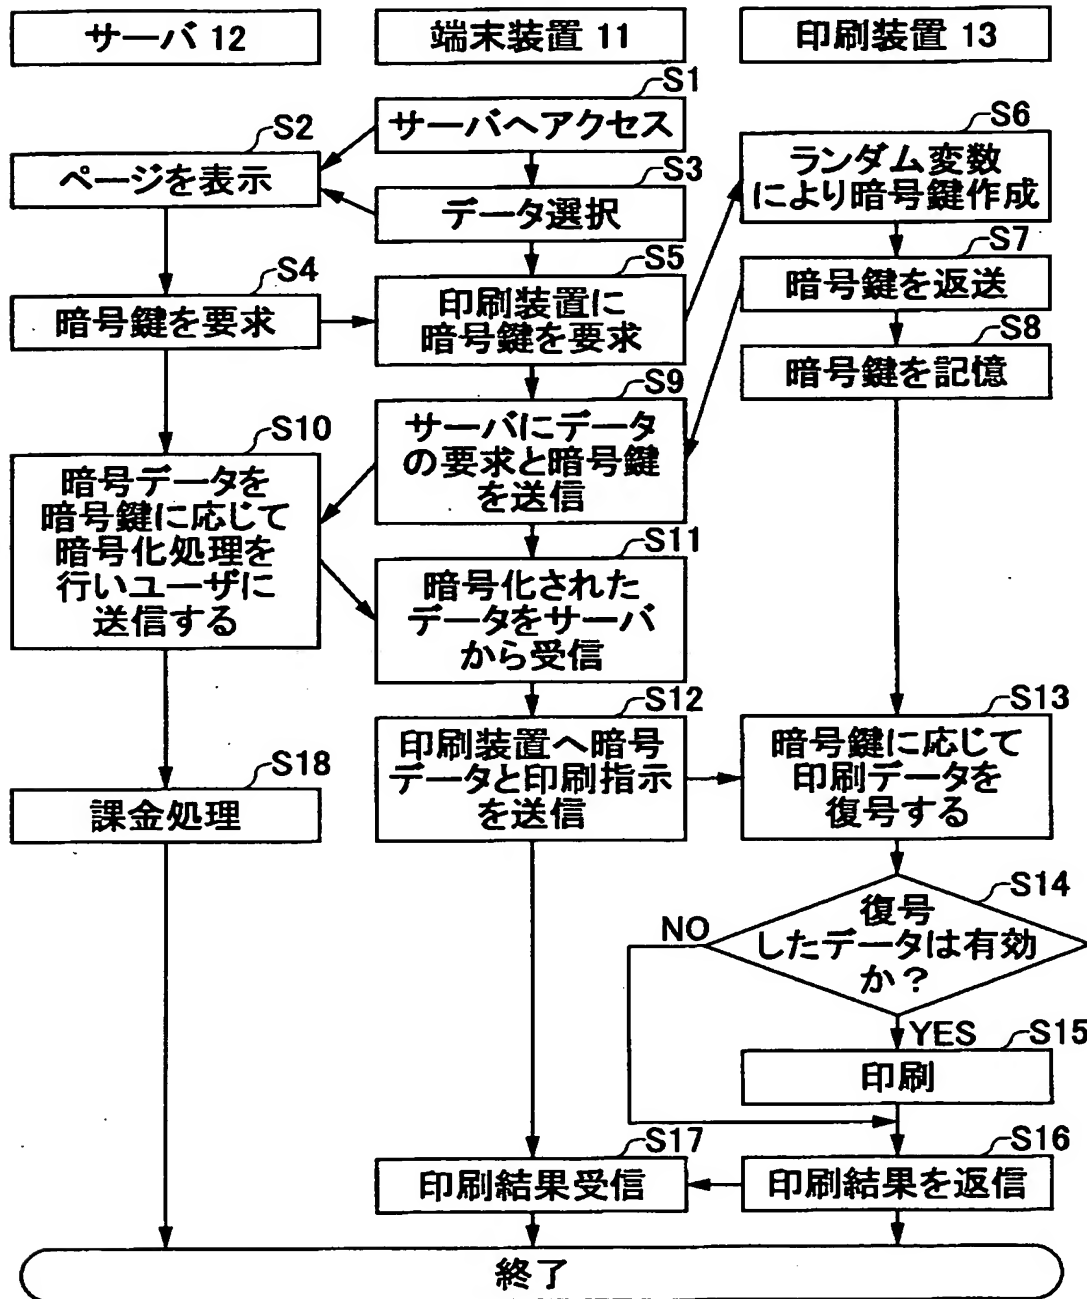 サーバ 12
端末装置 11
印刷装置 13
S1
サーバへアクセス
S2
ページを表示
S3
データ選択
S4
暗号鍵を要求
S5
印刷装置に
暗号鍵を要求
S6
ランダム変数
により暗号鍵作成
S7
暗号鍵を返送
S8
暗号鍵を記憶
S9
サーバにデータ
の要求と暗号鍵
を送信
S10
暗号データを
暗号鍵に応じて
暗号化処理を
行いユーザに
送信する
S11
暗号化された
データをサーバ
から受信
S12
印刷装置へ暗号
データと印刷指示
を送信
S13
暗号鍵に応じて
印刷データを
復号する
S18
課金処理
S14
復号
したデータは有効
か?
NO
YES
S15
印刷
S16
印刷結果を返信
S17
印刷結果受信
終了